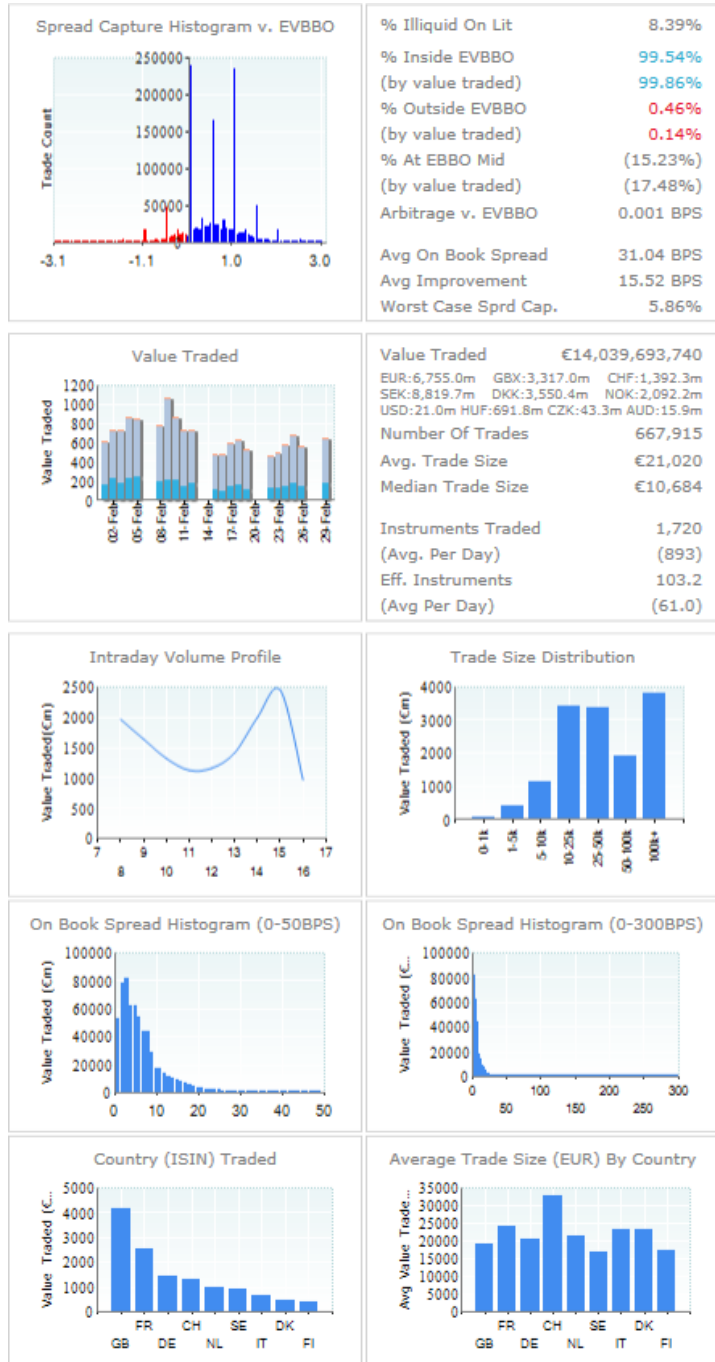 Spread Capture Histogram v. EVBBO
Trade Count
250000
200000
150000
100000
50000
0
-3.1 -1.1 1.0 3.0
% Illiquid On Lit 8.39%
% Inside EVBBO 99.54%
(by value traded) 99.86%
% Outside EVBBO 0.46%
(by value traded) 0.14%
% At EBBO Mid (15.23%)
(by value traded) (17.48%)
Arbitrage v. EVBBO 0.001 BPS
Avg On Book Spread 31.04 BPS
Avg Improvement 15.52 BPS
Worst Case Sprd Cap. 5.86%
Value Traded
Value Traded
1200
1000
800
600
400
200
0
02-Feb 05-Feb 08-Feb 11-Feb 14-Feb 17-Feb 20-Feb 23-Feb 26-Feb 29-Feb
Value Traded €14,039,693,740
EUR:6,755.0m GBX:3,317.0m CHF:1,392.3m
SEK:8,819.7m DKK:3,550.4m NOK:2,092.2m
USD:21.0m HUF:691.8m CZK:43.3m AUD:15.9m
Number Of Trades 667,915
Avg. Trade Size €21,020
Median Trade Size €10,684
Instruments Traded 1,720
(Avg. Per Day) (893)
Eff. Instruments 103.2
(Avg Per Day) (61.0)
Intraday Volume Profile
Value Traded(€m)
2500
2000
1500
1000
500
0
7 9 11 13 15 17
8 10 12 14 16
Trade Size Distribution
Value Traded (€m)
4000
3000
2000
1000
0
0-1k 1-5k 5-10k 10-25k 25-50k 50-100k 100k+
On Book Spread Histogram (0-50BPS)
Value Traded (€m)
100000
80000
60000
40000
20000
0
0 10 20 30 40 50
On Book Spread Histogram (0-300BPS)
Value Traded (€...
100000
80000
60000
40000
20000
0
0 100 200 300
50 150 250
Country (ISIN) Traded
Value Traded (€...
5000
4000
3000
2000
1000
0
FR CH SE DK
GB DE NL IT FI
Average Trade Size (EUR) By Country
Avg Value Trade...
35000
30000
25000
20000
15000
10000
5000
0
FR CH SE DK
GB DE NL IT FI